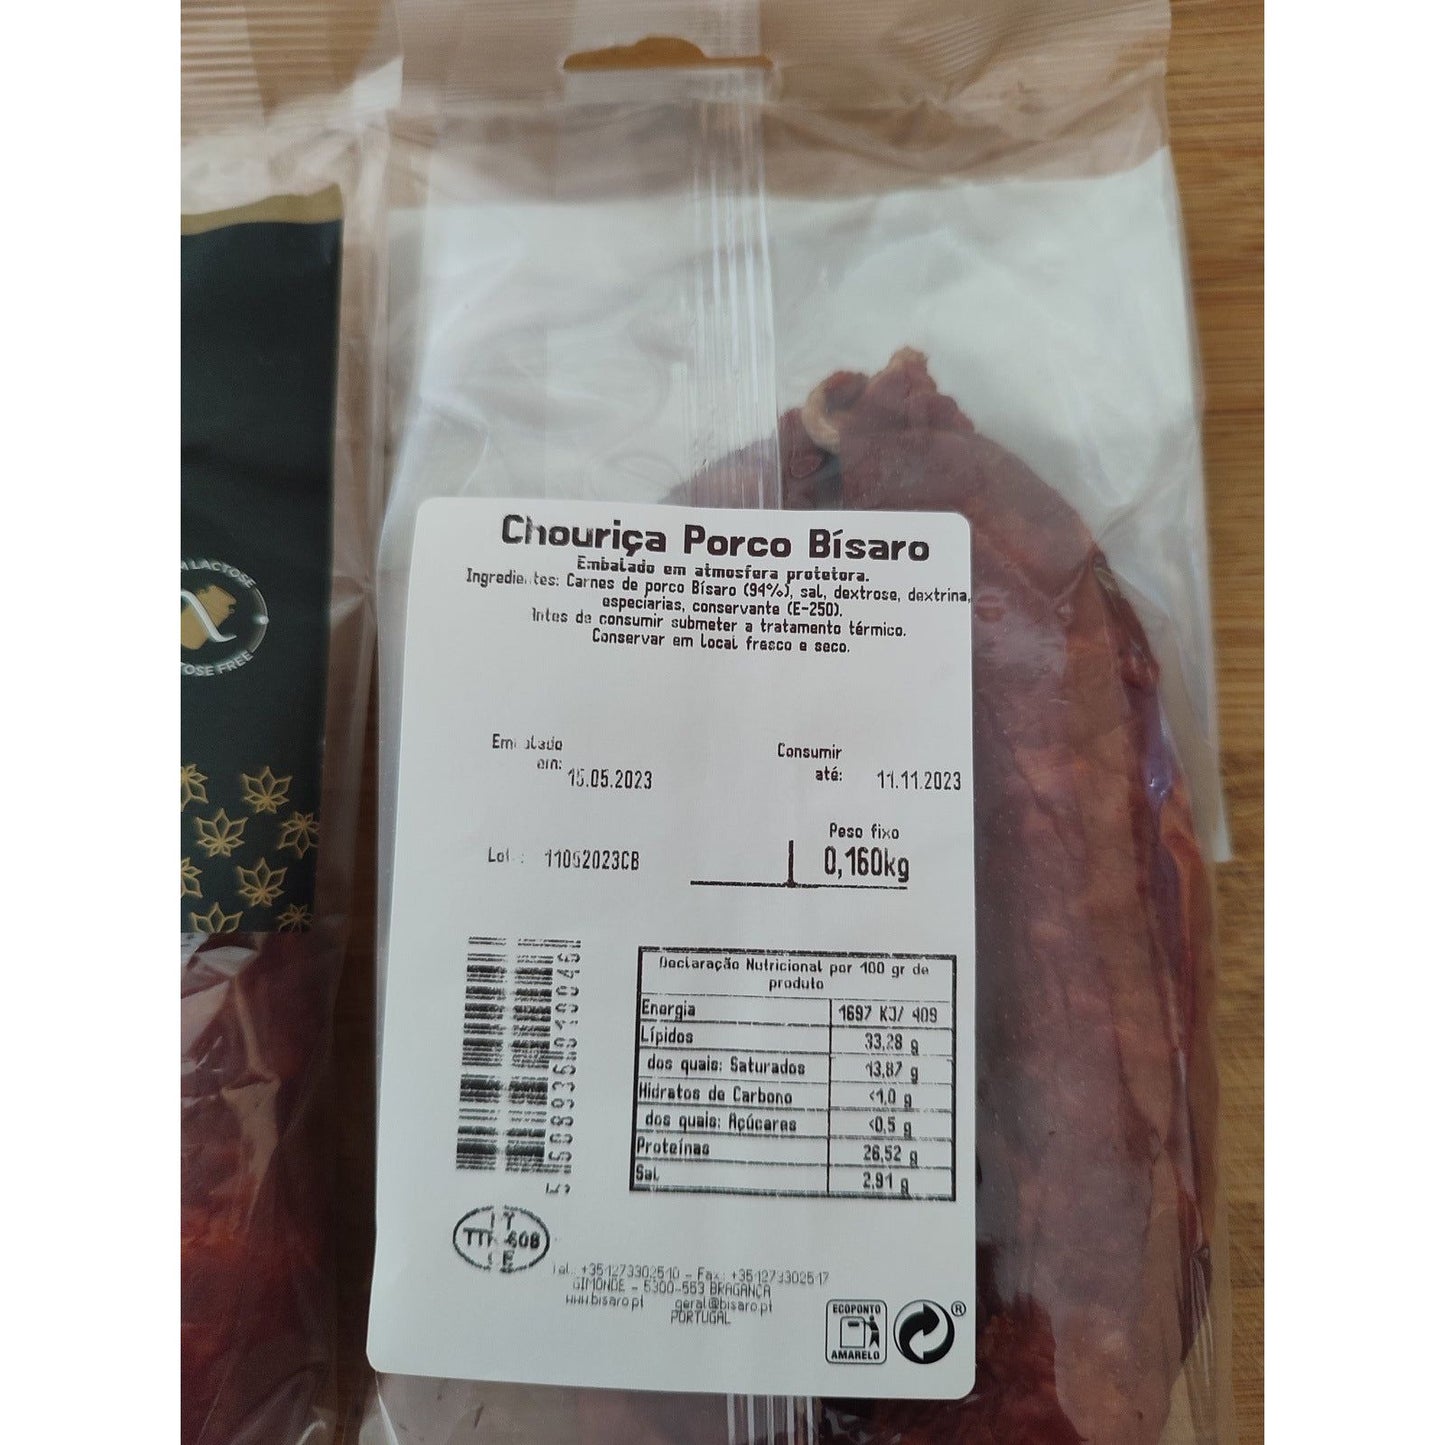 LACTOSE
OSE FREE
Chouriça Porco Bísaro
Embalado em atmosfera protetora.
Ingredientes: Carnes de porco Bísaro (94%), sal, dextrose, dextrina,
especiarias, conservante (E-250).
Antes de consumir submeter a tratamento térmico.
Conservar em local fresco e seco.
Embalado
em: 15.05.2023
Consumir
até: 11.11.2023
Peso fixo
0,160kg
Lote: 11052023CB
Declaração Nutricional por 100 gr de
produto
Energia 1697 KJ/ 409
Lípidos 33,28 g
dos quais: Saturados 13,87 g
Hidratos de Carbono <1,0 g
dos quais: Açúcares <0,5 g
Proteínas 26,52 g
Sal 2,91 g
Tel.: +351273302510 - Fax.: +351273302517
GIMONDE - 5300-553 BRAGANÇA
www.bisaro.pt geral@bisaro.pt
PORTUGAL
ECOPONTO
AMARELO
®